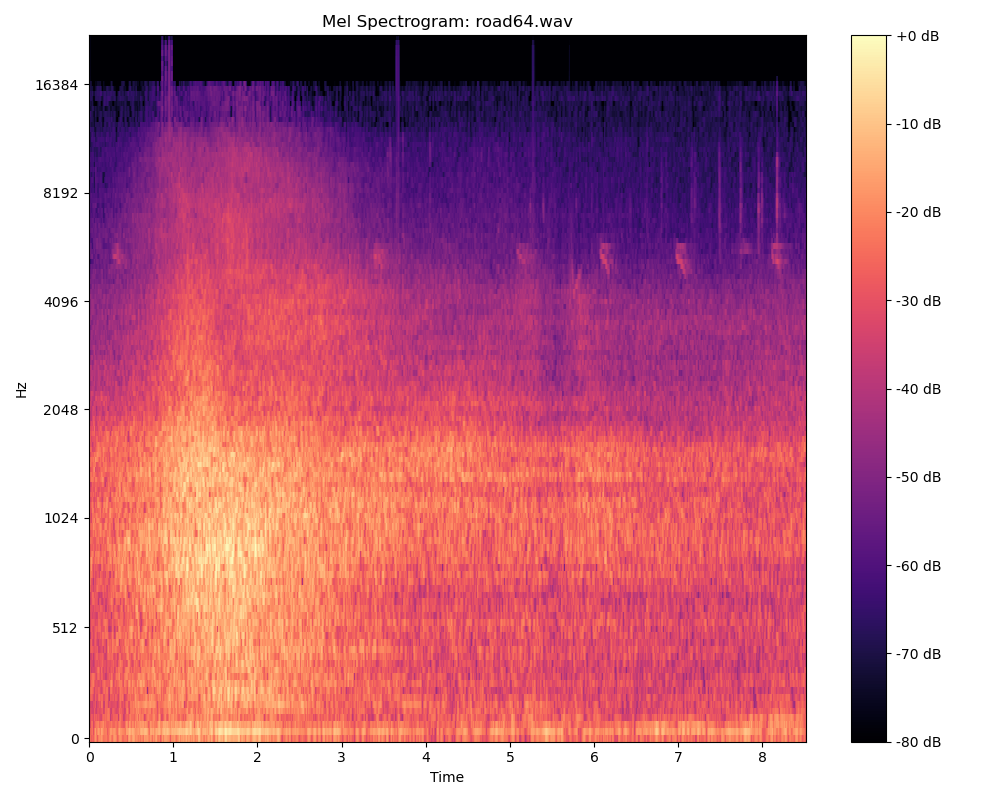 Mel Spectrogram: road64.wav
+0 dB
16384
-10 dB
8192
-20 dB
4096
-30 dB
Hz
-40 dB
2048
-50 dB
1024
-60 dB
512
-70 dB
0
-80 dB
0 1 2 3 4 5 6 7 8
Time